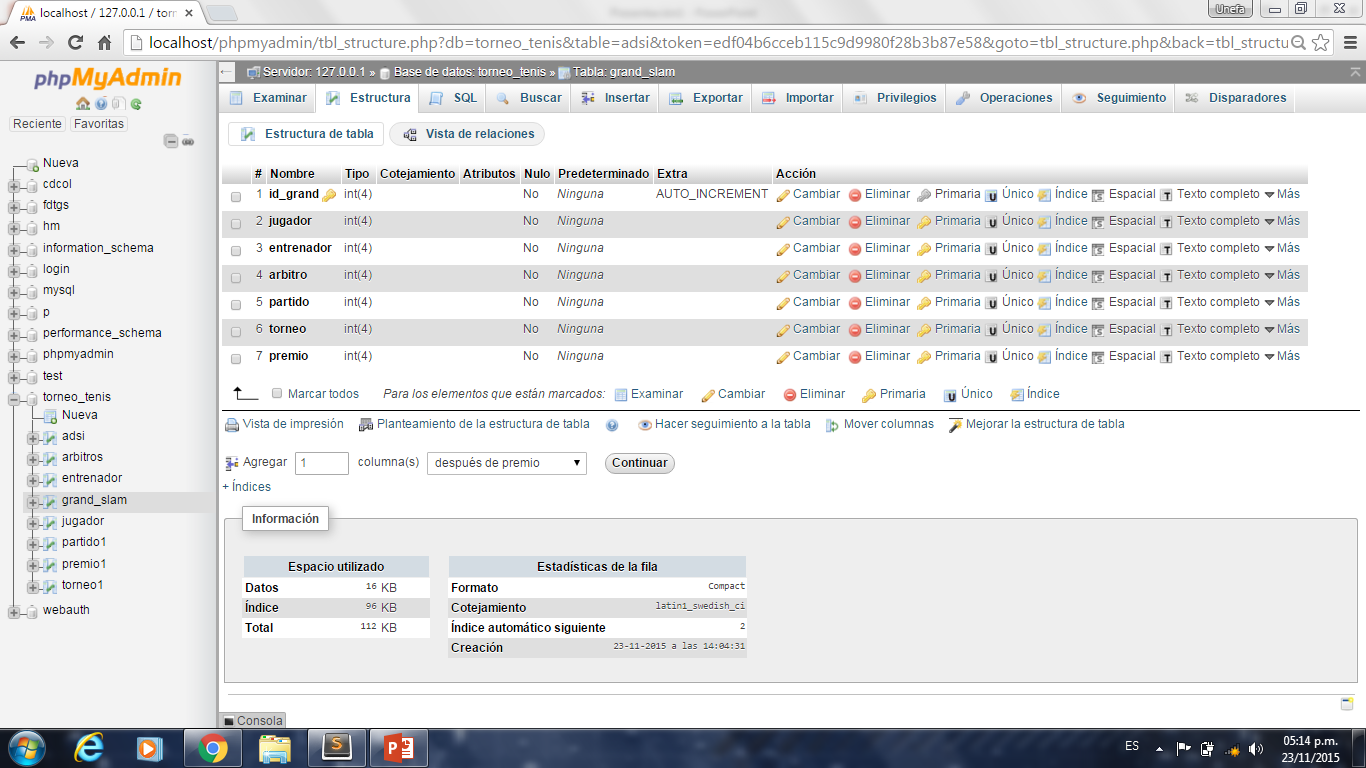 localhost / 127.0.0.1 / torn
Unefa
localhost/phpmyadmin/tbl_structure.php?db=torneo_tenis&table=adsi&token=edf04b6cceb115c9d9980f28b3b87e58&goto=tbl_structure.php&back=tbl_structu
phpMyAdmin
Reciente Favoritas
Nueva
cdcol
fdtgs
hm
information_schema
login
mysql
p
performance_schema
phpmyadmin
test
torneo_tenis
Nueva
adsi
arbitros
entrenador
grand_slam
jugador
partido1
premio1
torneo1
webauth
Servidor: 127.0.0.1 » Base de datos: torneo_tenis » Tabla: grand_slam
Examinar Estructura SQL Buscar Insertar Exportar Importar Privilegios Operaciones Seguimiento Disparadores
Estructura de tabla Vista de relaciones
# Nombre Tipo Cotejamiento Atributos Nulo Predeterminado Extra Acción
1 id_grand int(4) No Ninguna AUTO_INCREMENT Cambiar Eliminar Primaria Único Índice Espacial Texto completo Más
2 jugador int(4) No Ninguna Cambiar Eliminar Primaria Único Índice Espacial Texto completo Más
3 entrenador int(4) No Ninguna Cambiar Eliminar Primaria Único Índice Espacial Texto completo Más
4 arbitro int(4) No Ninguna Cambiar Eliminar Primaria Único Índice Espacial Texto completo Más
5 partido int(4) No Ninguna Cambiar Eliminar Primaria Único Índice Espacial Texto completo Más
6 torneo int(4) No Ninguna Cambiar Eliminar Primaria Único Índice Espacial Texto completo Más
7 premio int(4) No Ninguna Cambiar Eliminar Primaria Único Índice Espacial Texto completo Más
Marcar todos Para los elementos que están marcados: Examinar Cambiar Eliminar Primaria Único Índice
Vista de impresión Planteamiento de la estructura de tabla Hacer seguimiento a la tabla Mover columnas Mejorar la estructura de tabla
Agregar 1 columna(s) después de premio Continuar
+ Índices
Información
Espacio utilizado
Datos 16 KB
Índice 96 KB
Total 112 KB
Estadísticas de la fila
Formato Compact
Cotejamiento latin1_swedish_ci
Índice automático siguiente 2
Creación 23-11-2015 a las 14:04:31
Consola
ES
05:14 p.m.
23/11/2015